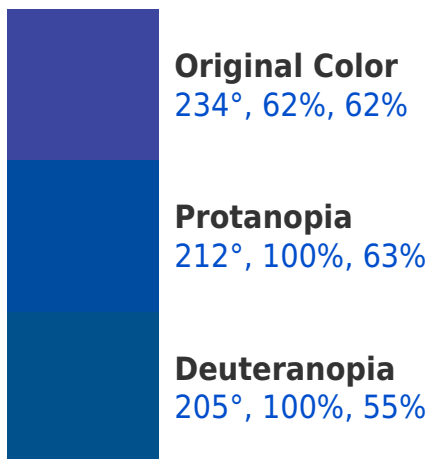 Original Color
234°, 62%, 62%
Protanopia
212°, 100%, 63%
Deuteranopia
205°, 100%, 55%